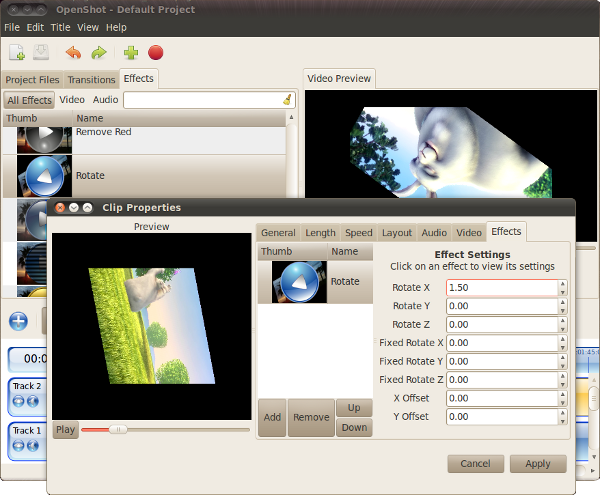 OpenShot - Default Project
File Edit Title View Help
Project Files Transitions Effects
Video Preview
All Effects Video Audio
Thumb Name
Remove Red
Rotate
Clip Properties
Preview
General Length Speed Layout Audio Video Effects
Thumb Name
Rotate
Effect Settings
Click on an effect to view its settings
Rotate X 1.50
Rotate Y 0.00
Rotate Z 0.00
Fixed Rotate X 0.00
Fixed Rotate Y 0.00
Fixed Rotate Z 0.00
X Offset 0.00
Y Offset 0.00
Add Remove Up
Down
Play
Cancel Apply
00:0
:01:45:0
Track 2
Track 1